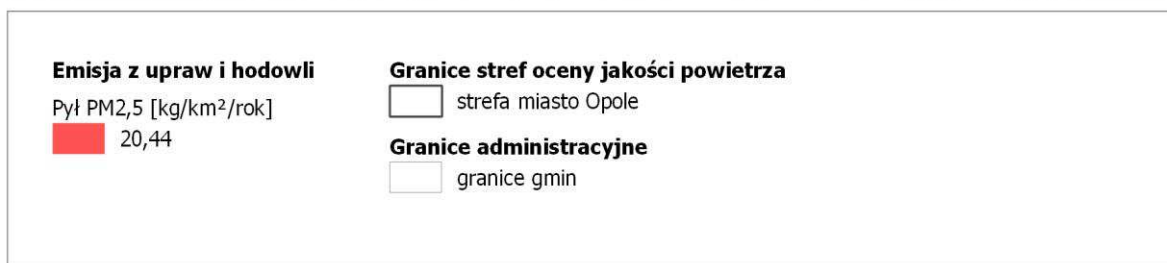 Emisja z upraw i hodowli
Pył PM2,5 [kg/km²/rok]
20,44
Granice stref oceny jakości powietrza
strefa miasto Opole
Granice administracyjne
granice gmin